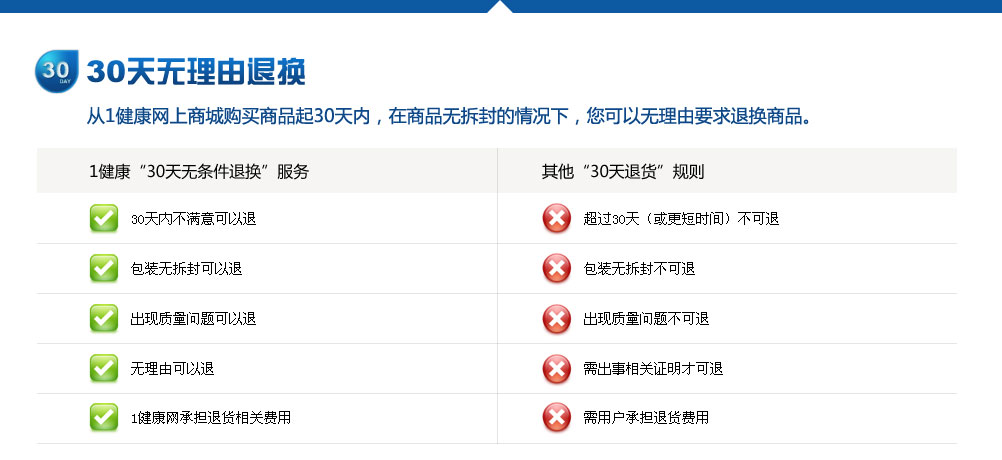 30 DAY 30天无理由退换
从1健康网上商城购买商品起30天内，在商品无拆封的情况下，您可以无理由要求退换商品。
1健康“30天无条件退换”服务 其他“30天退货”规则
30天内不满意可以退 超过30天（或更短时间）不可退
包装无拆封可以退 包装无拆封不可退
出现质量问题可以退 出现质量问题不可退
无理由可以退 需出事相关证明才可退
1健康网承担退货相关费用 需用户承担退货费用